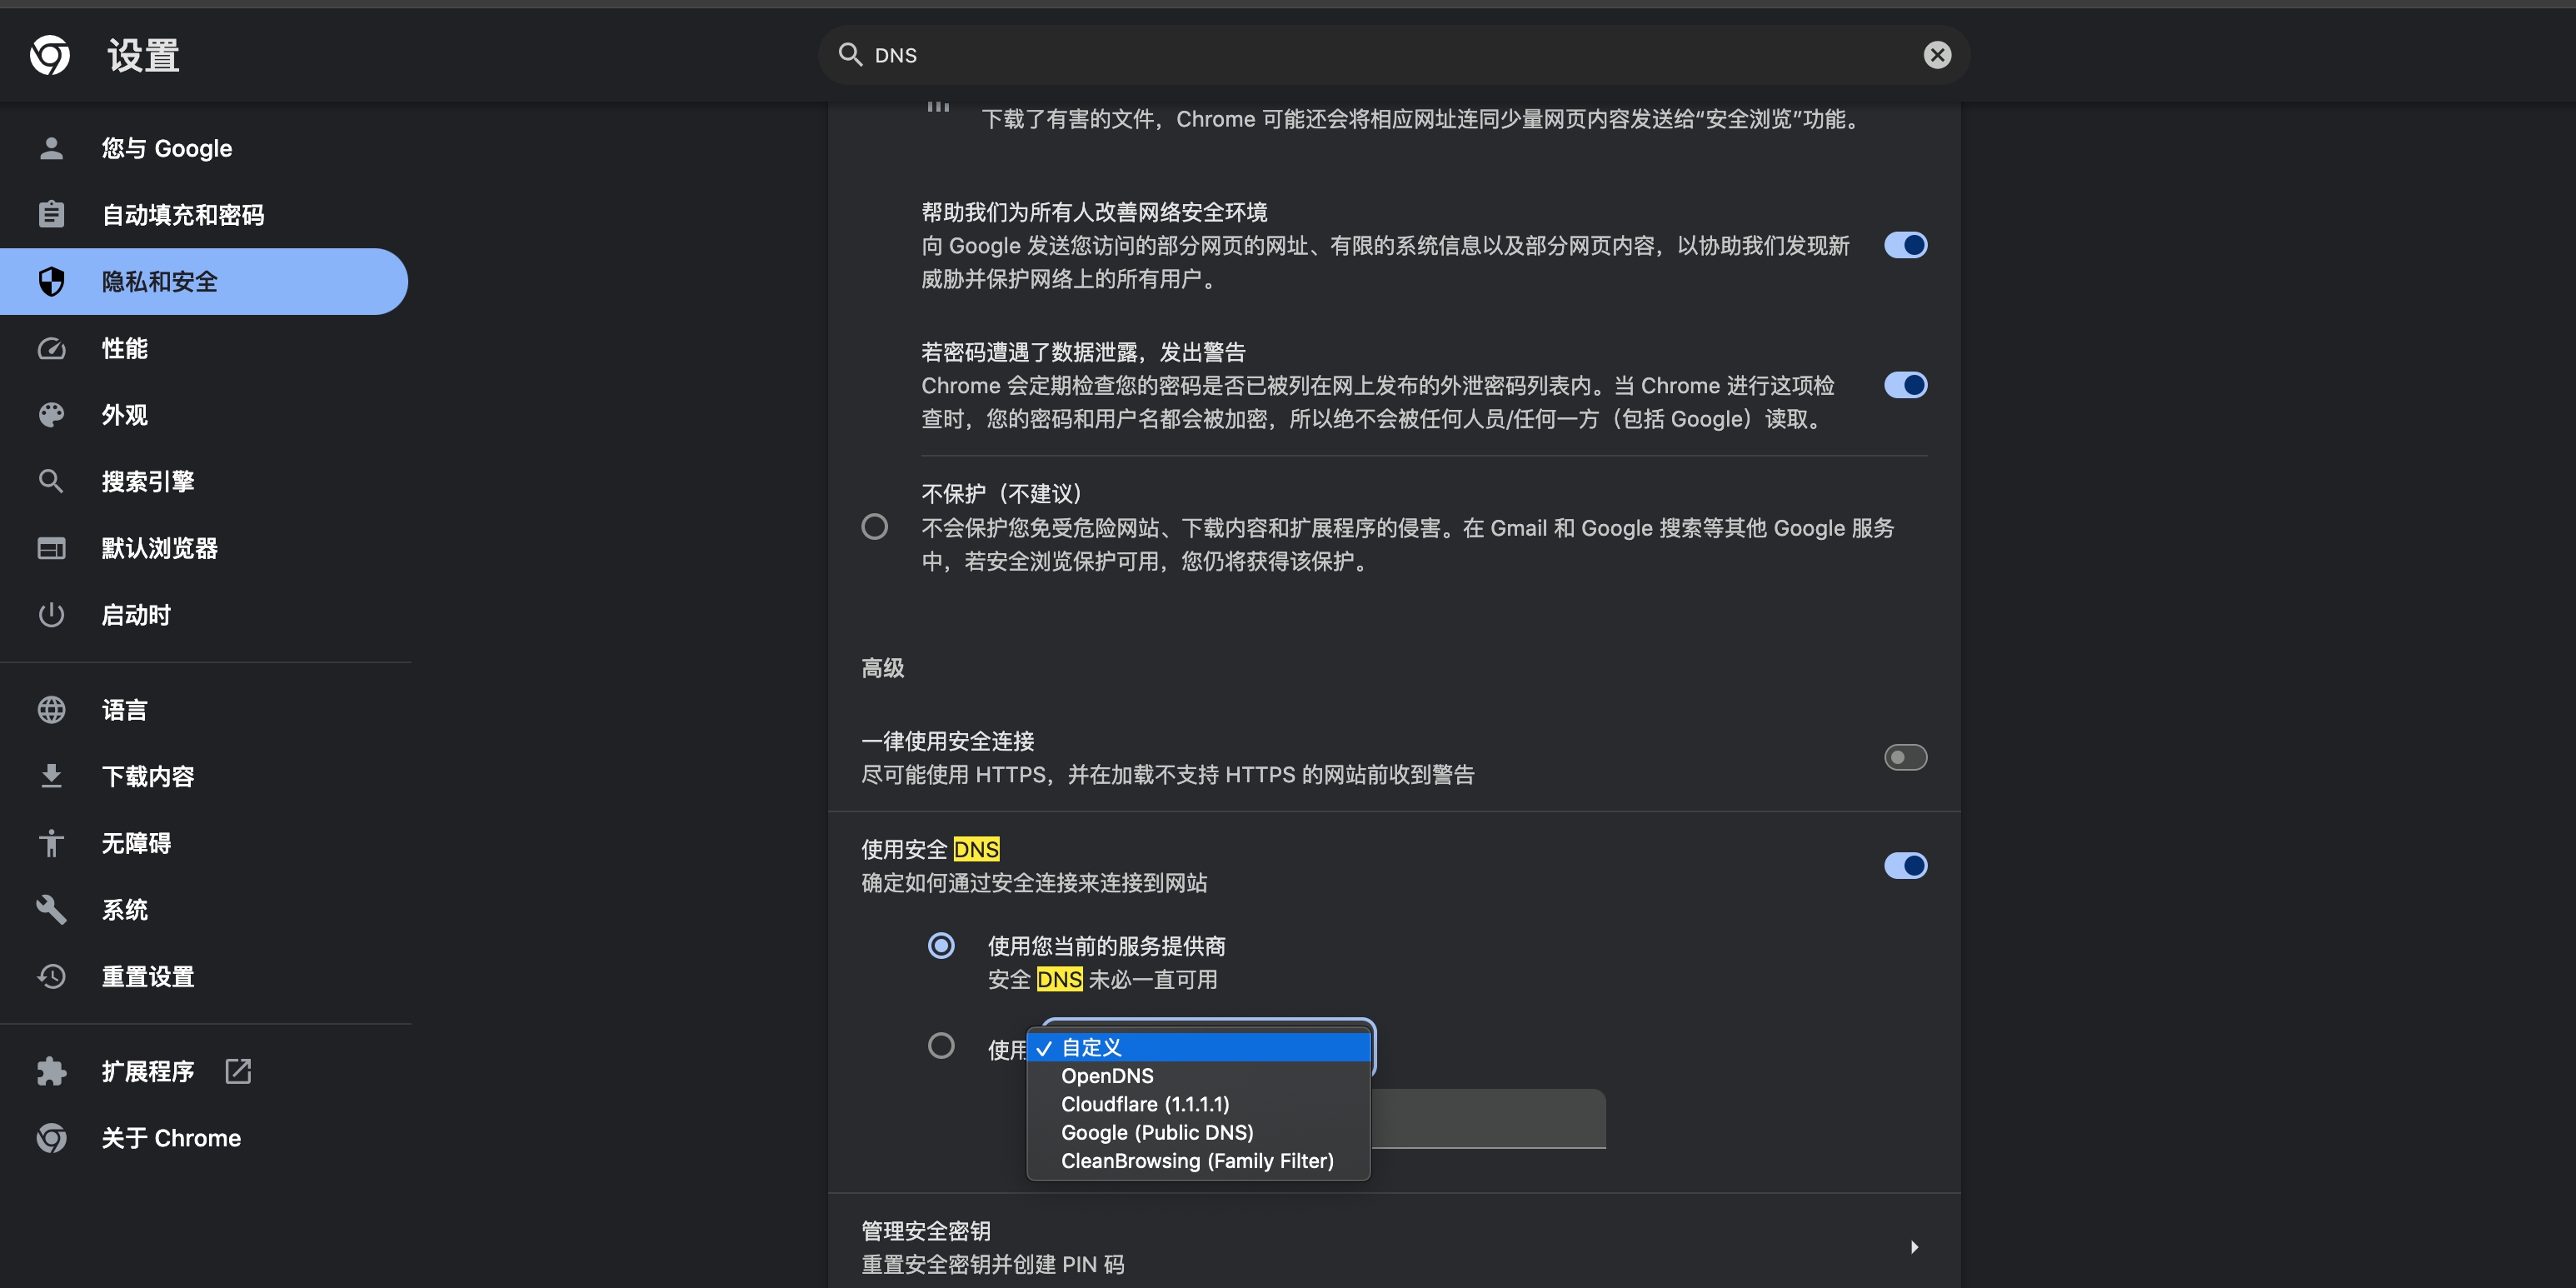 设置
DNS
您与 Google
自动填充和密码
隐私和安全
性能
外观
搜索引擎
默认浏览器
启动时
语言
下载内容
无障碍
系统
重置设置
扩展程序
关于 Chrome
下载了有害的文件，Chrome 可能还会将相应网址连同少量网页内容发送给“安全浏览”功能。
帮助我们为所有人改善网络安全环境
向 Google 发送您访问的部分网页的网址、有限的系统信息以及部分网页内容，以协助我们发现新
威胁并保护网络上的所有用户。
若密码遭遇了数据泄露，发出警告
Chrome 会定期检查您的密码是否已被列在网上发布的外泄密码列表内。当 Chrome 进行这项检
查时，您的密码和用户名都会被加密，所以绝不会被任何人员/任何一方（包括 Google）读取。
不保护（不建议）
不会保护您免受危险网站、下载内容和扩展程序的侵害。在 Gmail 和 Google 搜索等其他 Google 服务
中，若安全浏览保护可用，您仍将获得该保护。
高级
一律使用安全连接
尽可能使用 HTTPS，并在加载不支持 HTTPS 的网站前收到警告
使用安全 DNS
确定如何通过安全连接来连接到网站
使用您当前的服务提供商
安全 DNS 未必一直可用
使用
✓ 自定义
OpenDNS
Cloudflare (1.1.1.1)
Google (Public DNS)
CleanBrowsing (Family Filter)
管理安全密钥
重置安全密钥并创建 PIN 码